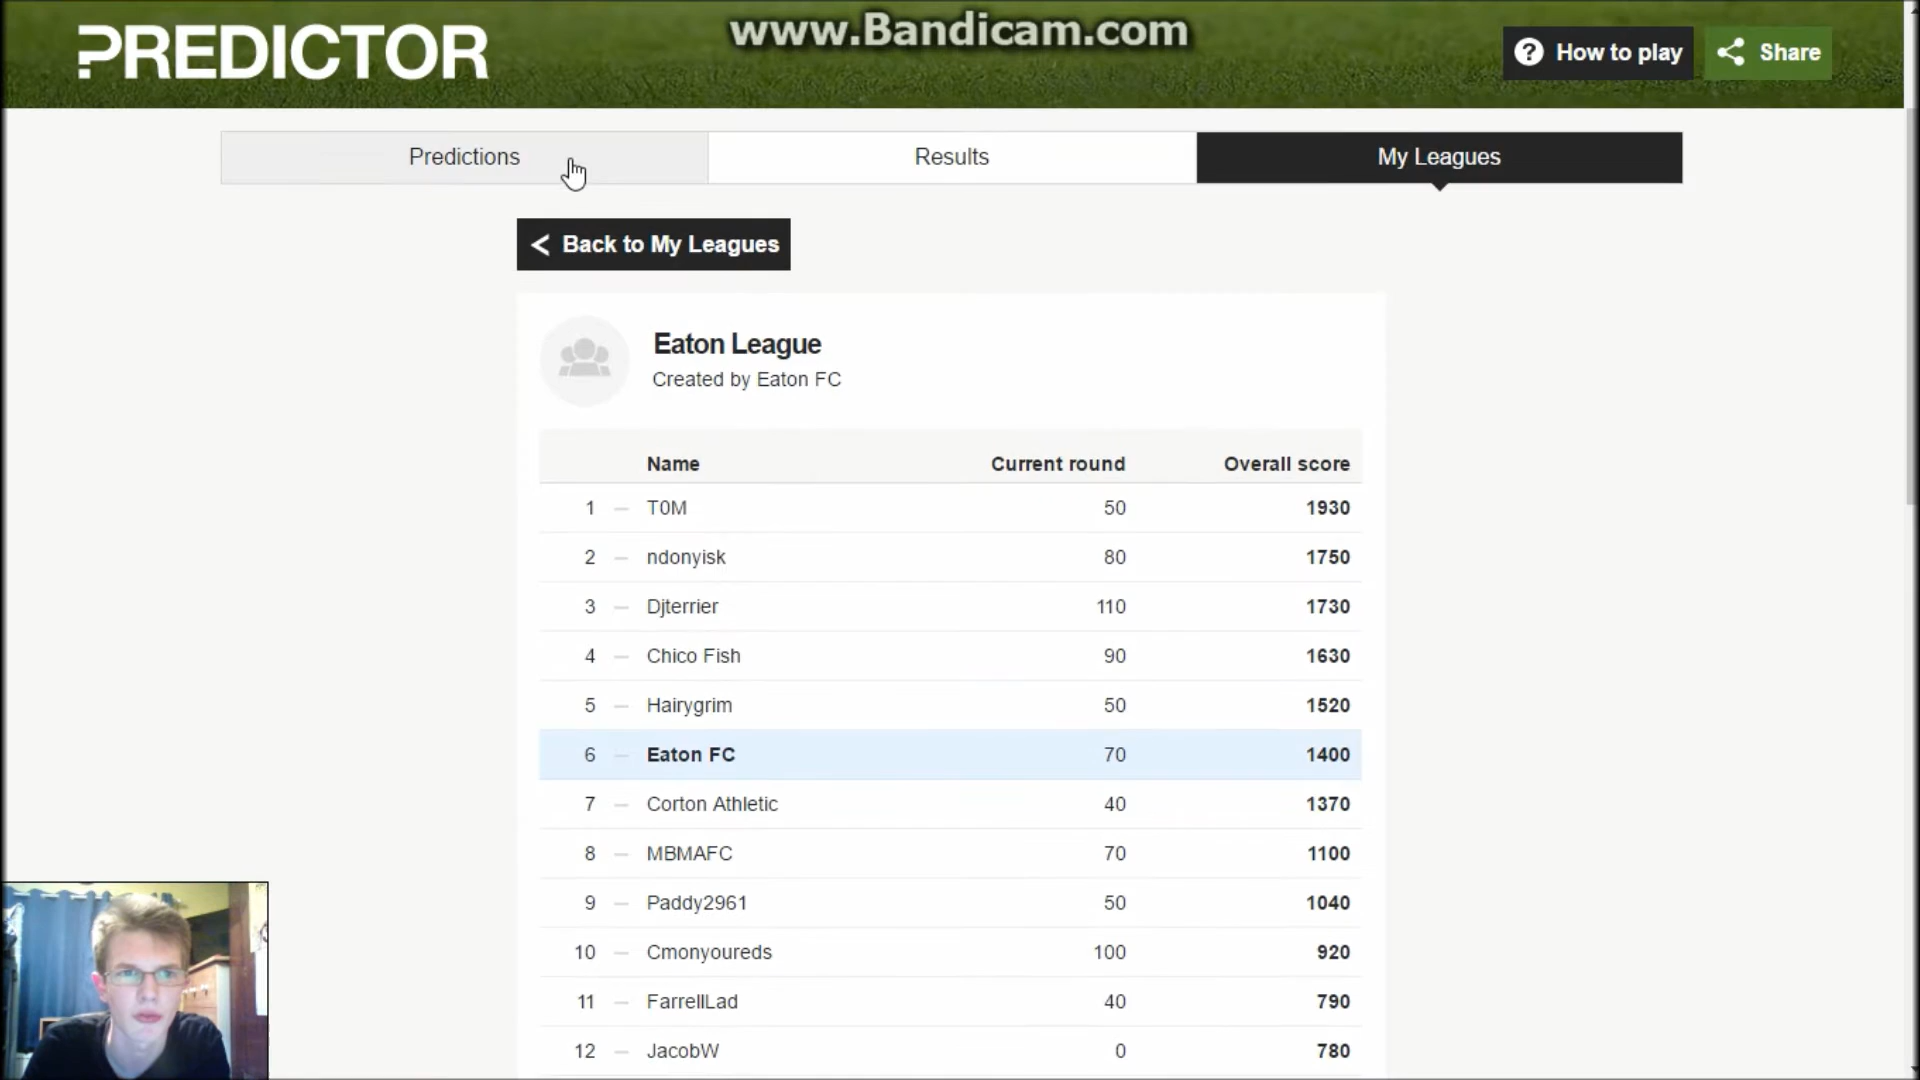 PREDICTOR
www.Bandicam.com
? How to play
Share
Predictions
Results
My Leagues
< Back to My Leagues
Eaton League
Created by Eaton FC
Name Current round Overall score
1 – T0M 50 1930
2 – ndonyisk 80 1750
3 – Djterrier 110 1730
4 – Chico Fish 90 1630
5 – Hairygrim 50 1520
6 – Eaton FC 70 1400
7 – Corton Athletic 40 1370
8 – MBMAFC 70 1100
9 – Paddy2961 50 1040
10 – Cmonyoureds 100 920
11 – FarrellLad 40 790
12 – JacobW 0 780